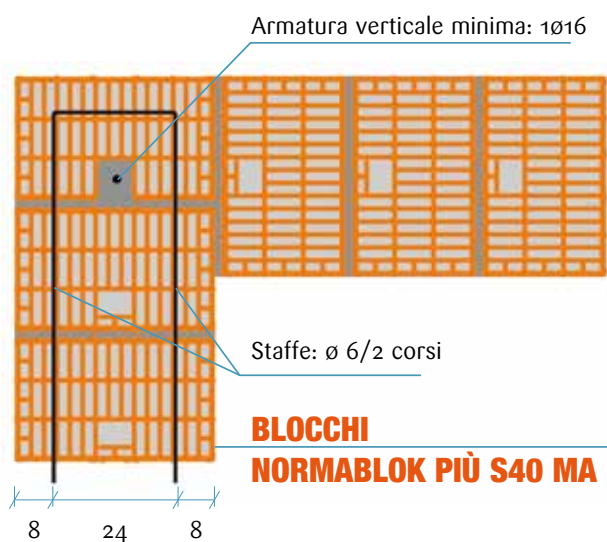 Armatura verticale minima: 1ø16
Staffe: ø 6/2 corsi
BLOCCHI
NORMABLOK PIÙ S40 MA
8 24 8